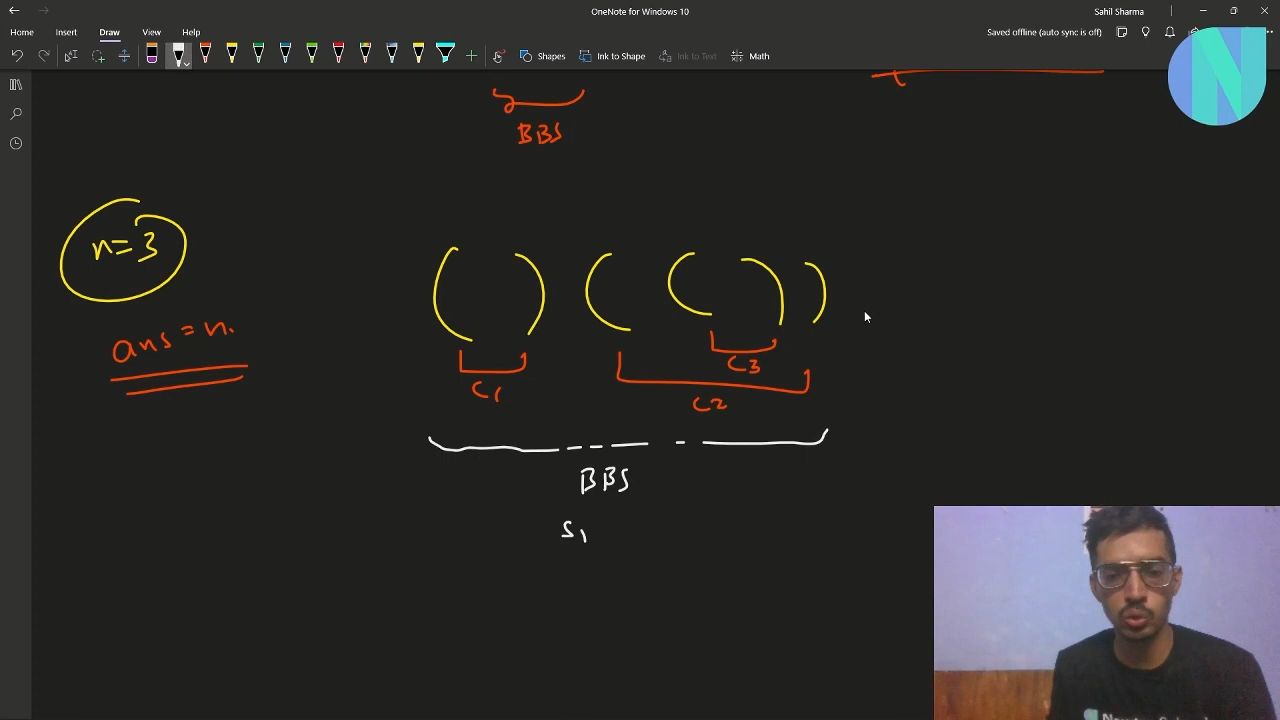 OneNote for Windows 10
Sahil Sharma
Home Insert Draw View Help
Saved offline (auto sync is off)
Shapes Ink to Shape Ink to Text Math
BBS
n=3
( ) ( ( ) )
ans = n.
C1
C3
C2
BBS
S1